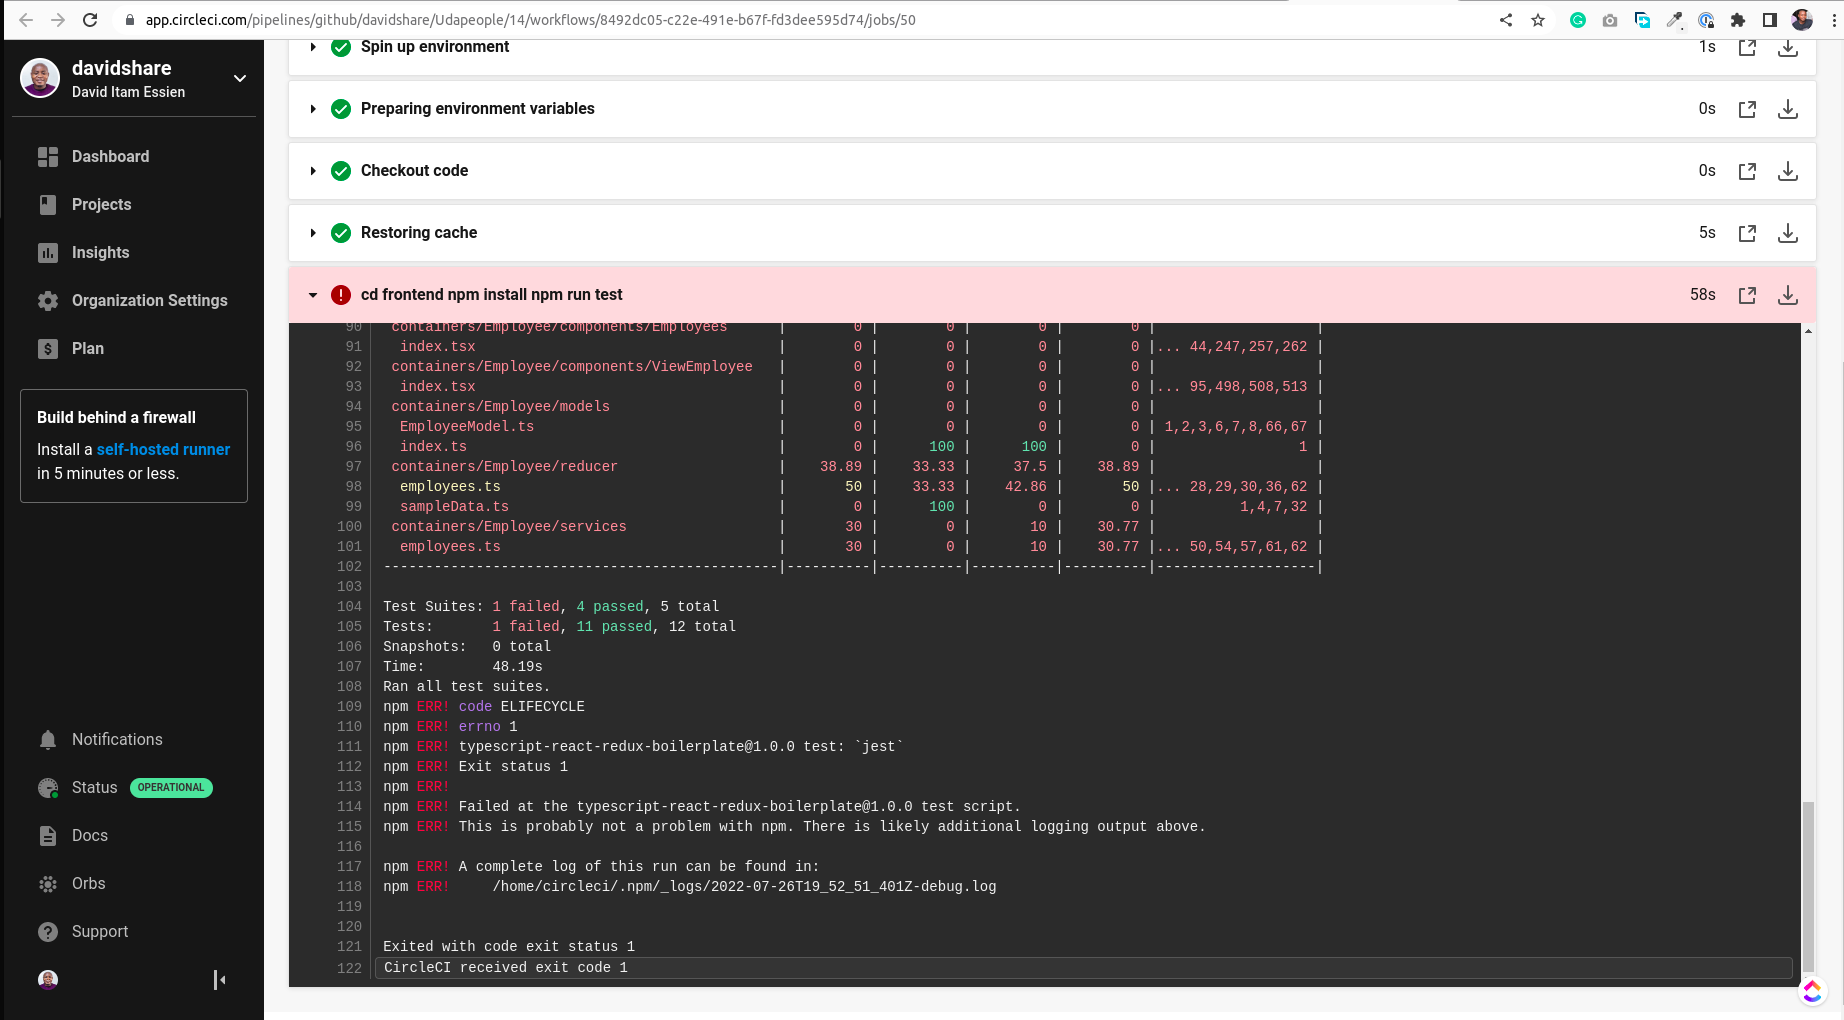 app.circleci.com/pipelines/github/davidshare/Udapeople/14/workflows/8492dc05-c22e-491e-b67f-fd3dee595d74/jobs/50
davidshare
David Itam Essien
Dashboard
Projects
Insights
Organization Settings
Plan
Build behind a firewall
Install a self-hosted runner
in 5 minutes or less.
Notifications
Status OPERATIONAL
Docs
Orbs
Support
Spin up environment 1s
Preparing environment variables 0s
Checkout code 0s
Restoring cache 5s
cd frontend npm install npm run test 58s
90 containers/Employee/components/Employees | 0 | 0 | 0 | 0 | |
91 index.tsx | 0 | 0 | 0 | 0 |... 44,247,257,262 |
92 containers/Employee/components/ViewEmployee | 0 | 0 | 0 | 0 | |
93 index.tsx | 0 | 0 | 0 | 0 |... 95,498,508,513 |
94 containers/Employee/models | 0 | 0 | 0 | 0 | |
95 EmployeeModel.ts | 0 | 0 | 0 | 0 | 1,2,3,6,7,8,66,67 |
96 index.ts | 0 | 100 | 100 | 0 | 1 |
97 containers/Employee/reducer | 38.89 | 33.33 | 37.5 | 38.89 | |
98 employees.ts | 50 | 33.33 | 42.86 | 50 |... 28,29,30,36,62 |
99 sampleData.ts | 0 | 100 | 0 | 0 | 1,4,7,32 |
100 containers/Employee/services | 30 | 0 | 10 | 30.77 | |
101 employees.ts | 30 | 0 | 10 | 30.77 |... 50,54,57,61,62 |
102 -----------------------------------------------|----------|----------|----------|----------|-------------------|
103
104 Test Suites: 1 failed, 4 passed, 5 total
105 Tests: 1 failed, 11 passed, 12 total
106 Snapshots: 0 total
107 Time: 48.19s
108 Ran all test suites.
109 npm ERR! code ELIFECYCLE
110 npm ERR! errno 1
111 npm ERR! typescript-react-redux-boilerplate@1.0.0 test: `jest`
112 npm ERR! Exit status 1
113 npm ERR!
114 npm ERR! Failed at the typescript-react-redux-boilerplate@1.0.0 test script.
115 npm ERR! This is probably not a problem with npm. There is likely additional logging output above.
116
117 npm ERR! A complete log of this run can be found in:
118 npm ERR! /home/circleci/.npm/_logs/2022-07-26T19_52_51_401Z-debug.log
119
120
121 Exited with code exit status 1
122 CircleCI received exit code 1